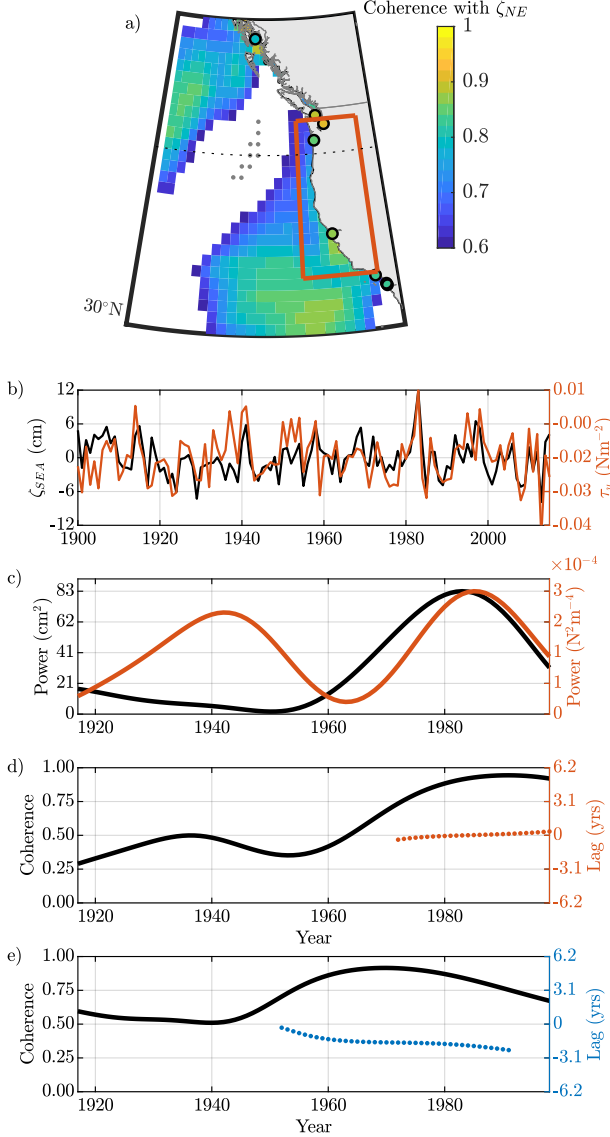 Coherence with ζNE
a)
1
0.9
0.8
0.7
0.6
30°N
b)
12
6
0
-6
-12
ζSEA (cm)
0.01
-0.00
-0.02
-0.03
-0.04
τy (Nm−2)
1900 1920 1940 1960 1980 2000
c)
×10−4
83
62
41
21
0
Power (cm2)
3
2
1
1
0
Power (N2m−4)
1920 1940 1960 1980
d)
1.00
0.75
0.50
0.25
0.00
Coherence
6.2
3.1
0
-3.1
-6.2
Lag (yrs)
1920 1940 1960 1980
Year
e)
1.00
0.75
0.50
0.25
0.00
Coherence
6.2
3.1
0
-3.1
-6.2
Lag (yrs)
1920 1940 1960 1980
Year